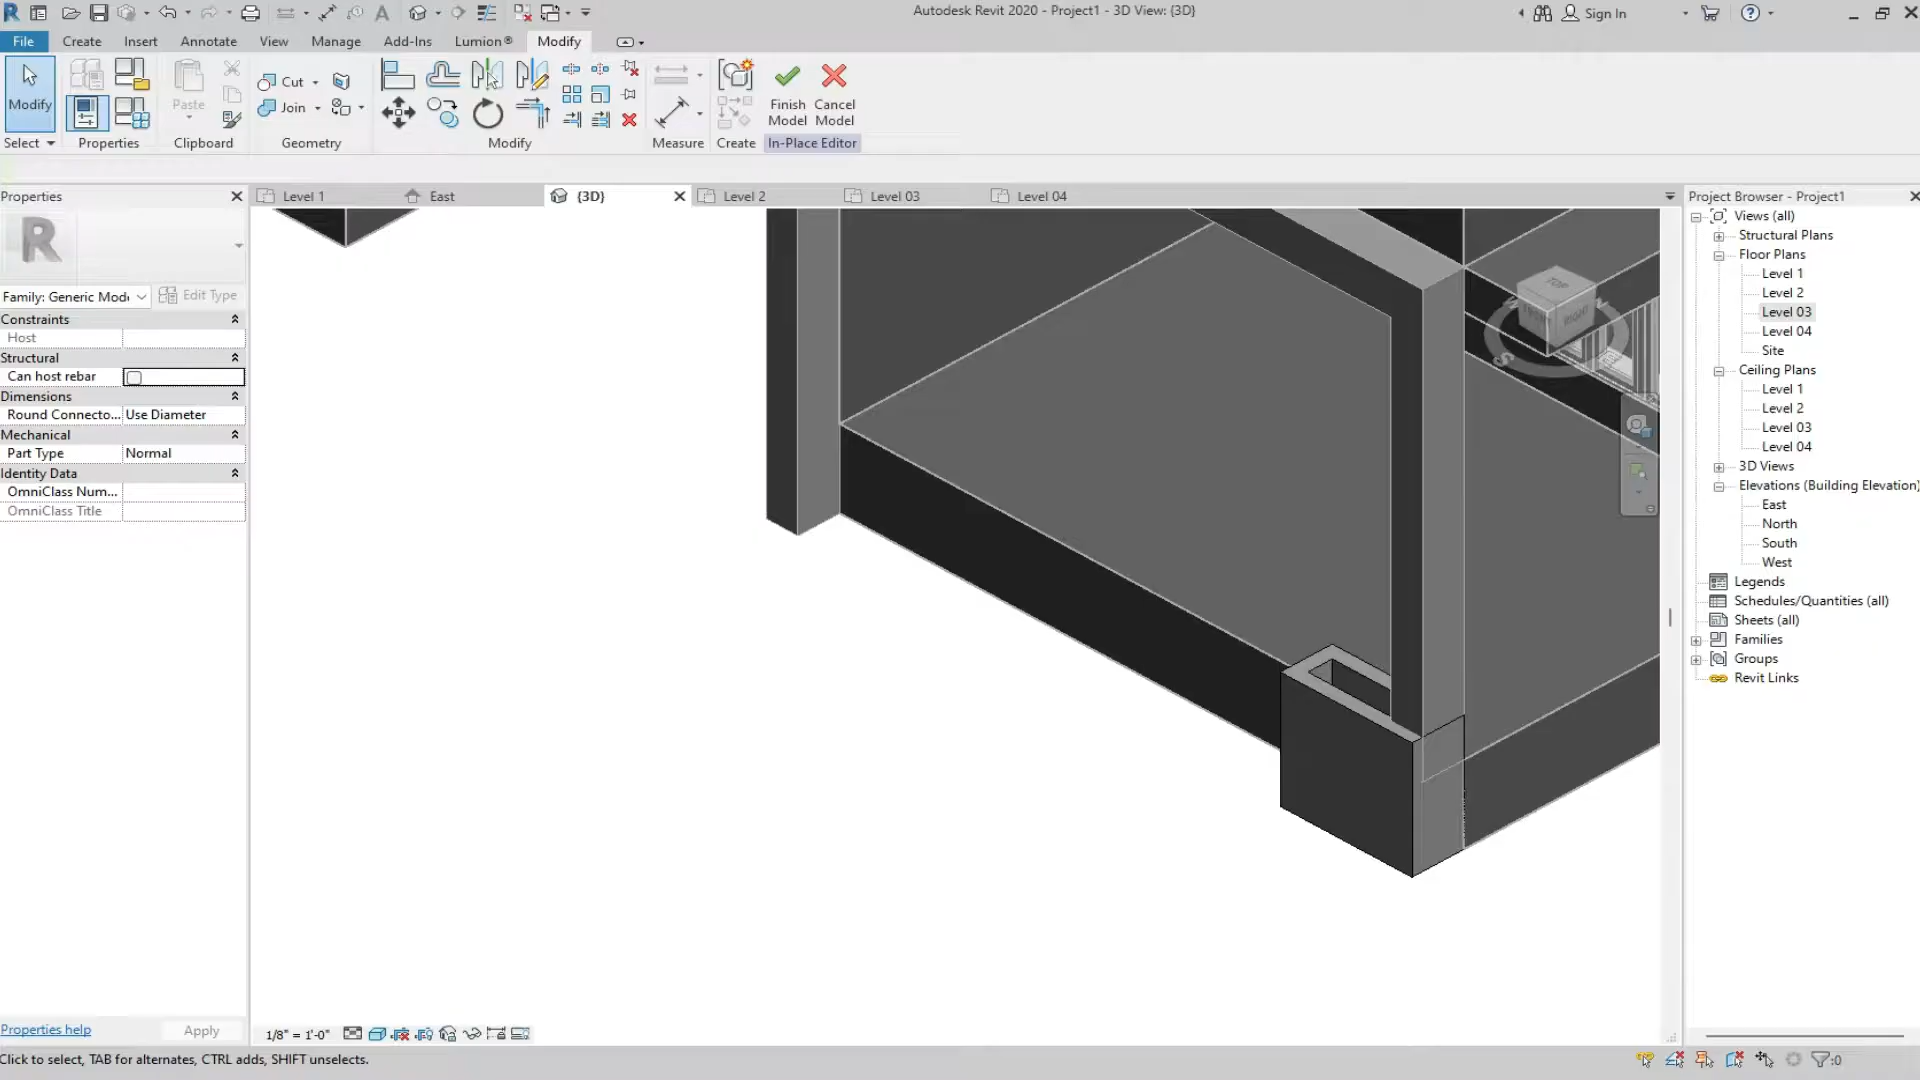 Autodesk Revit 2020 - Project1 - 3D View: {3D}
Sign In
File Create Insert Annotate View Manage Add-Ins Lumion® Modify
Modify
Paste
Cut
Join
Finish Model
Cancel Model
Select Properties Clipboard Geometry Modify Measure Create In-Place Editor
Properties
Level 1 East {3D} Level 2 Level 03 Level 04
Project Browser - Project1
R
Family: Generic Mod
Edit Type
Constraints
Host
Structural
Can host rebar
Dimensions
Round Connecto... Use Diameter
Mechanical
Part Type Normal
Identity Data
OmniClass Num...
OmniClass Title
TOP
FRONT
RIGHT
S
Views (all)
Structural Plans
Floor Plans
Level 1
Level 2
Level 03
Level 04
Site
Ceiling Plans
Level 1
Level 2
Level 03
Level 04
3D Views
Elevations (Building Elevation)
East
North
South
West
Legends
Schedules/Quantities (all)
Sheets (all)
Families
Groups
Revit Links
Properties help
Apply
1/8" = 1'-0"
Click to select, TAB for alternates, CTRL adds, SHIFT unselects.
:0